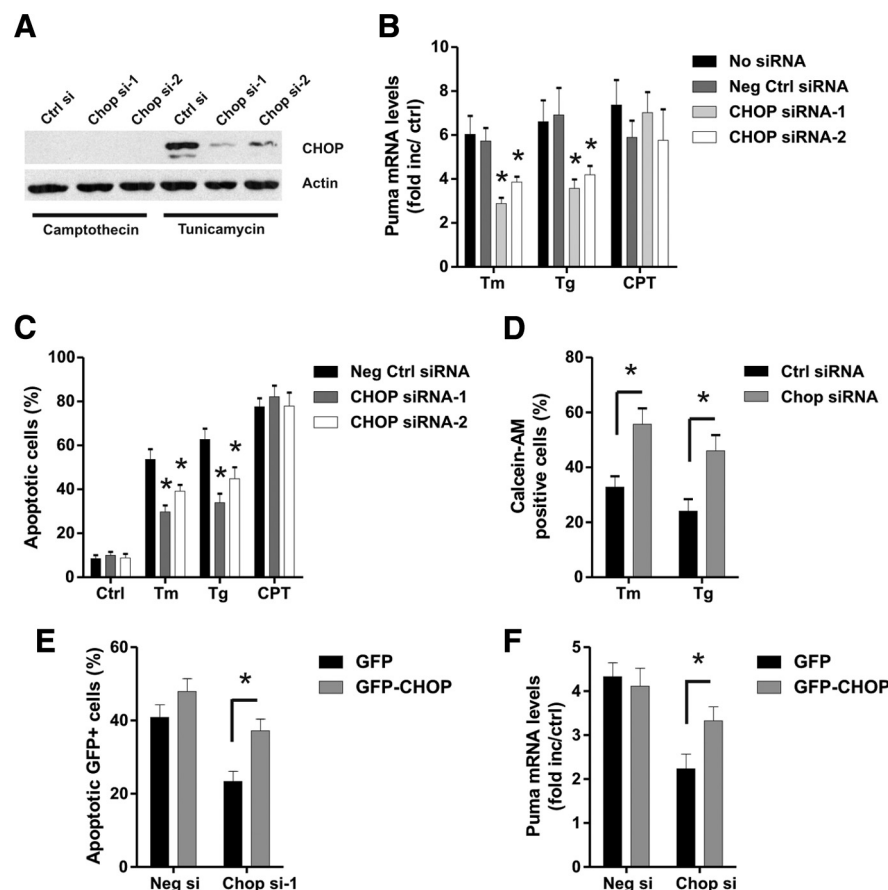 A
Ctrl si
Chop si-1
Chop si-2
Ctrl si
Chop si-1
Chop si-2
CHOP
Actin
Camptothecin
Tunicamycin
B
Puma mRNA levels
(fold inc/ ctrl)
8
6
4
2
0
Tm
Tg
CPT
* * * *
No siRNA
Neg Ctrl siRNA
CHOP siRNA-1
CHOP siRNA-2
C
Apoptotic cells (%)
100
80
60
40
20
0
Ctrl
Tm
Tg
CPT
* * * *
Neg Ctrl siRNA
CHOP siRNA-1
CHOP siRNA-2
D
Calcein-AM
positive cells (%)
80
60
40
20
0
Tm
Tg
* *
Ctrl siRNA
Chop siRNA
E
Apoptotic GFP+ cells (%)
60
40
20
0
Neg si
Chop si-1
*
GFP
GFP-CHOP
F
Puma mRNA levels
(fold inc/ctrl)
5
4
3
2
1
0
Neg si
Chop si
*
GFP
GFP-CHOP